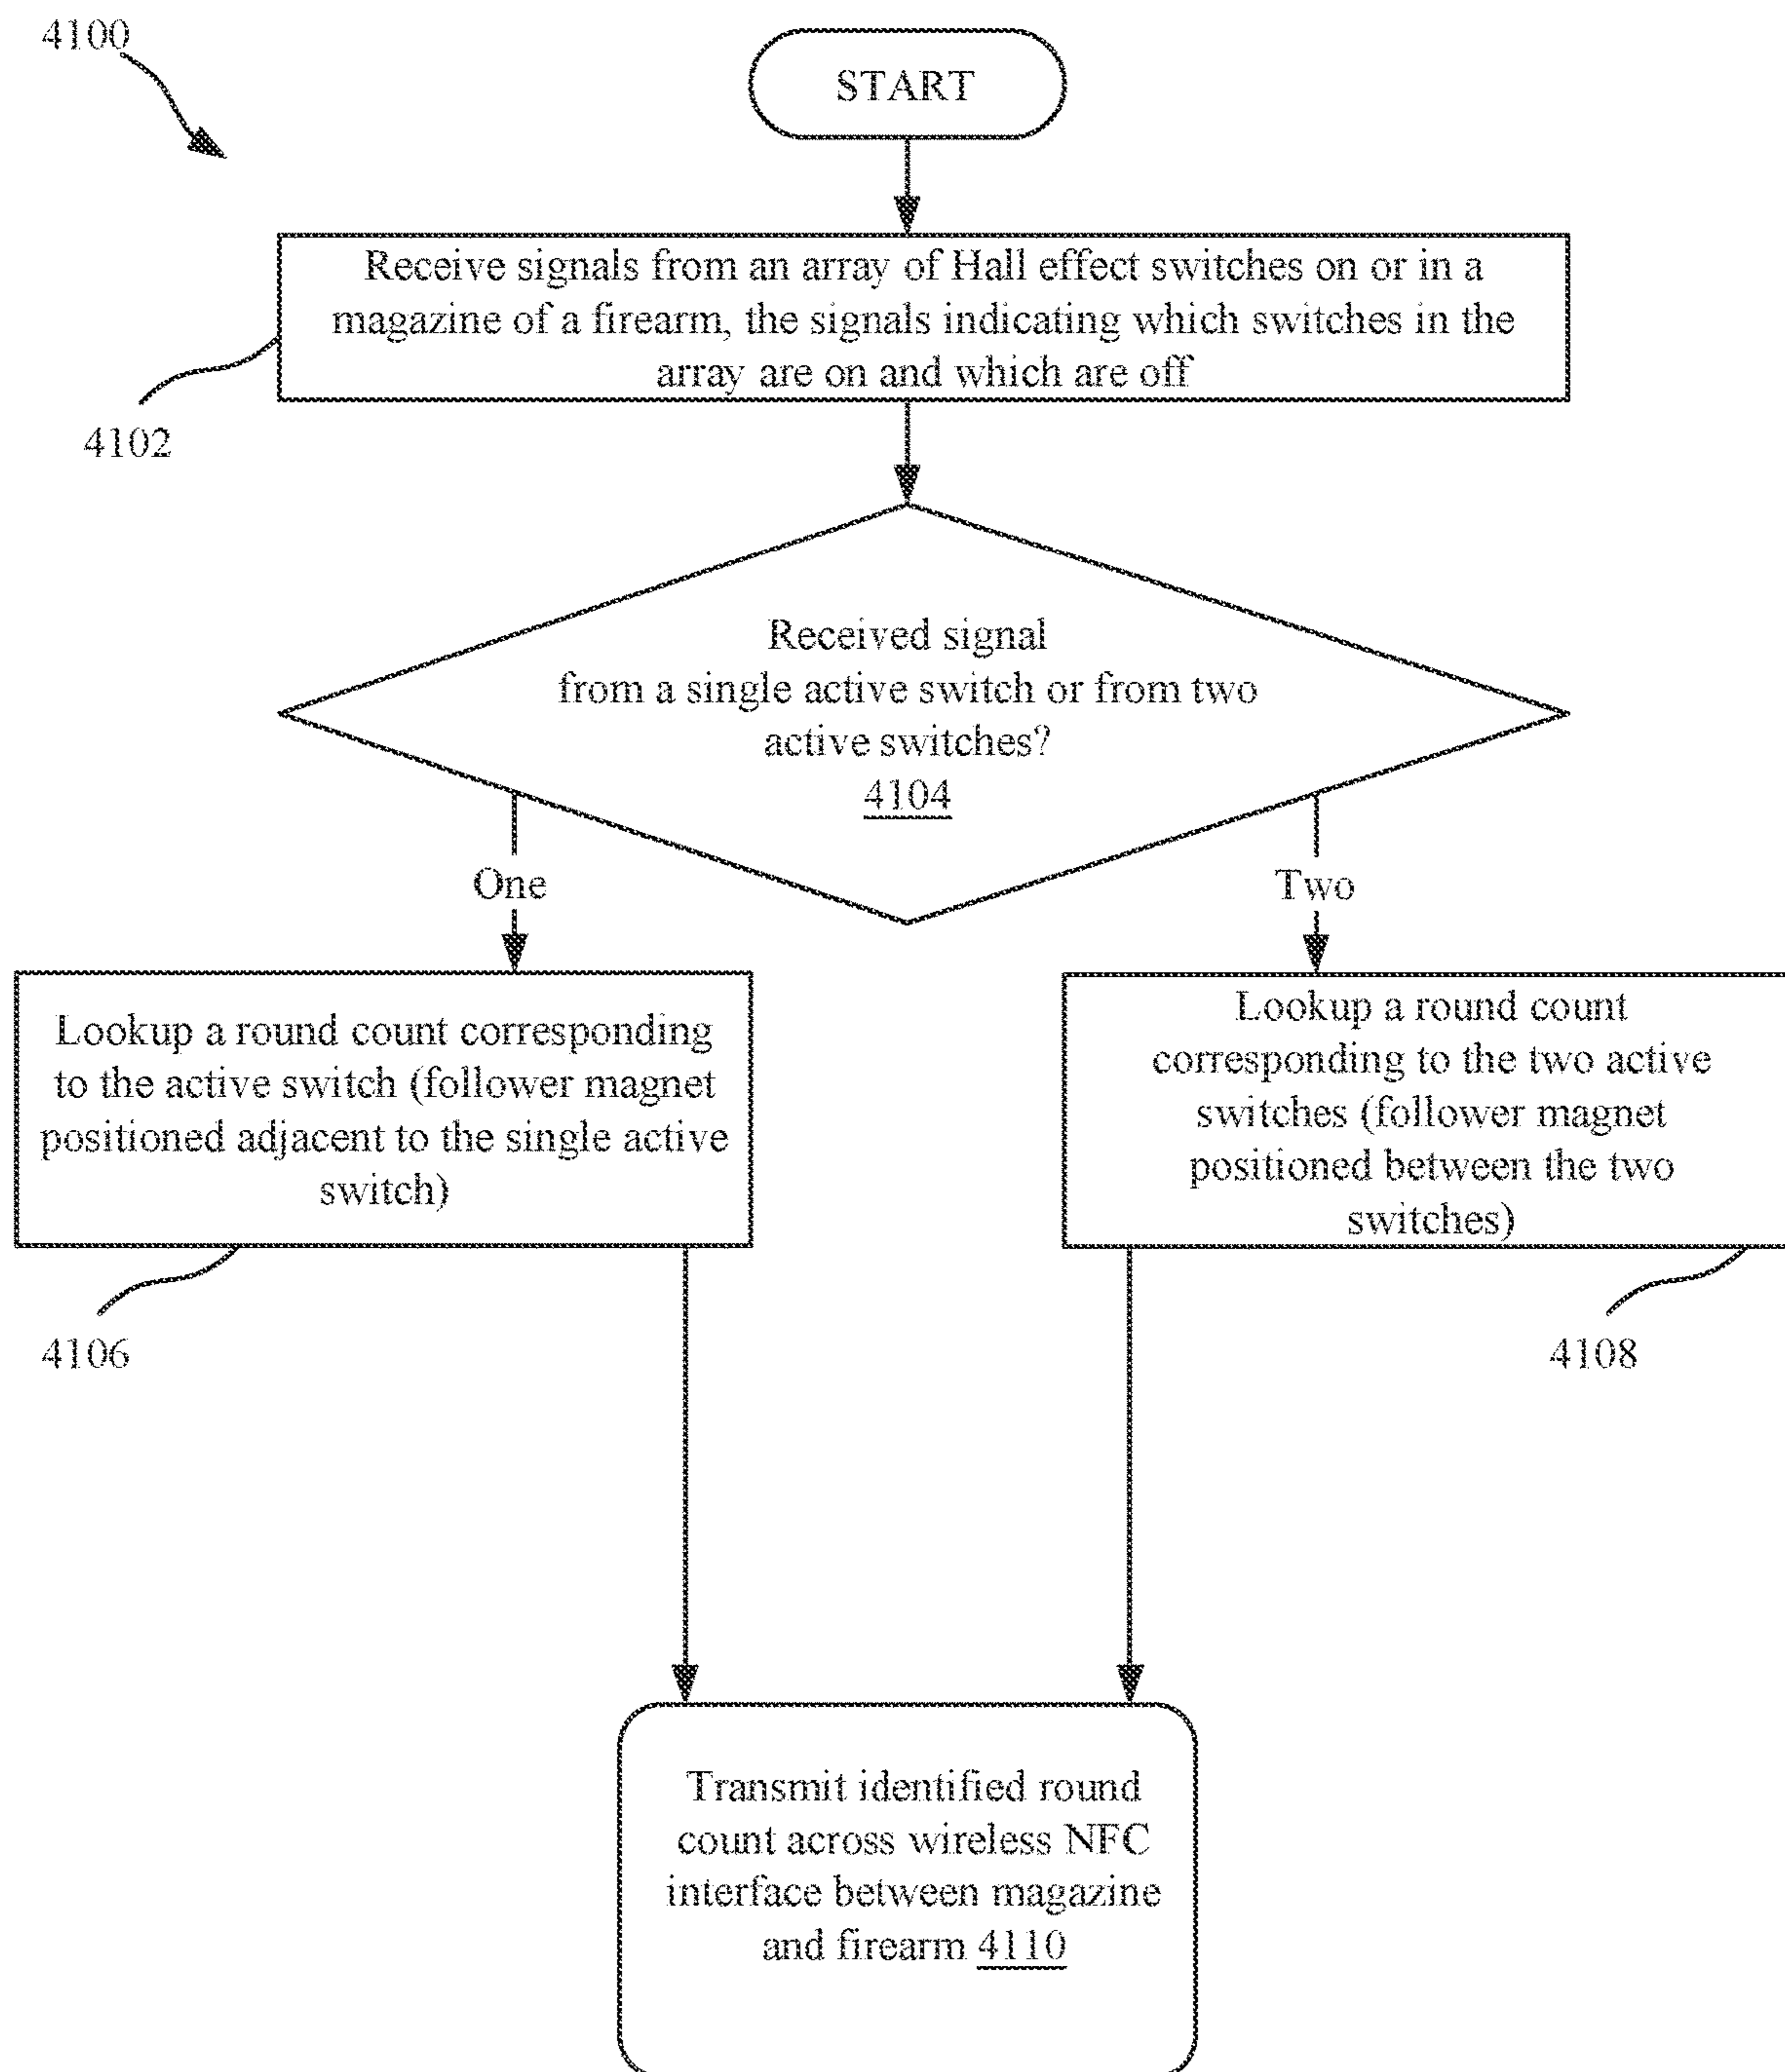 4100
START
Receive signals from an array of Hall effect switches on or in a
magazine of a firearm, the signals indicating which switches in the
array are on and which are off
4102
Received signal
from a single active switch or from two
active switches?
4104
One
Two
Lookup a round count corresponding
to the active switch (follower magnet
positioned adjacent to the single active
switch)
Lookup a round count
corresponding to the two active
switches (follower magnet
positioned between the two
switches)
4106
4108
Transmit identified round
count across wireless NFC
interface between magazine
and firearm 4110